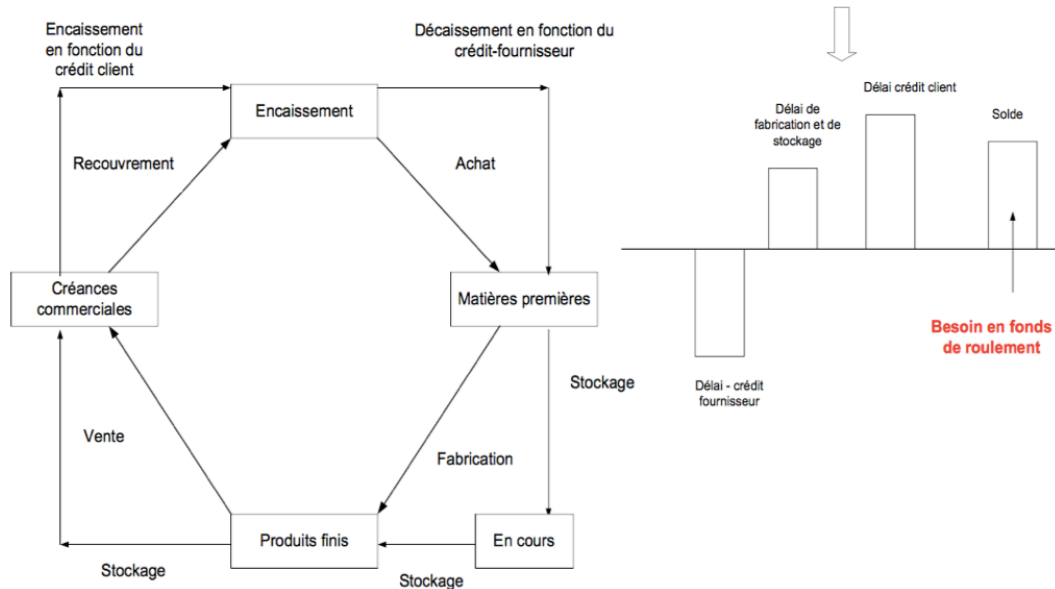 Encaissement
en fonction du
crédit client
Décaissement en fonction du
crédit-fournisseur
Encaissement
Recouvrement
Achat
Créances
commerciales
Matières premières
Stockage
Vente
Fabrication
Produits finis
En cours
Stockage
Stockage
Délai crédit client
Délai de
fabrication et de
stockage
Solde
Besoin en fonds
de roulement
Délai - crédit
fournisseur